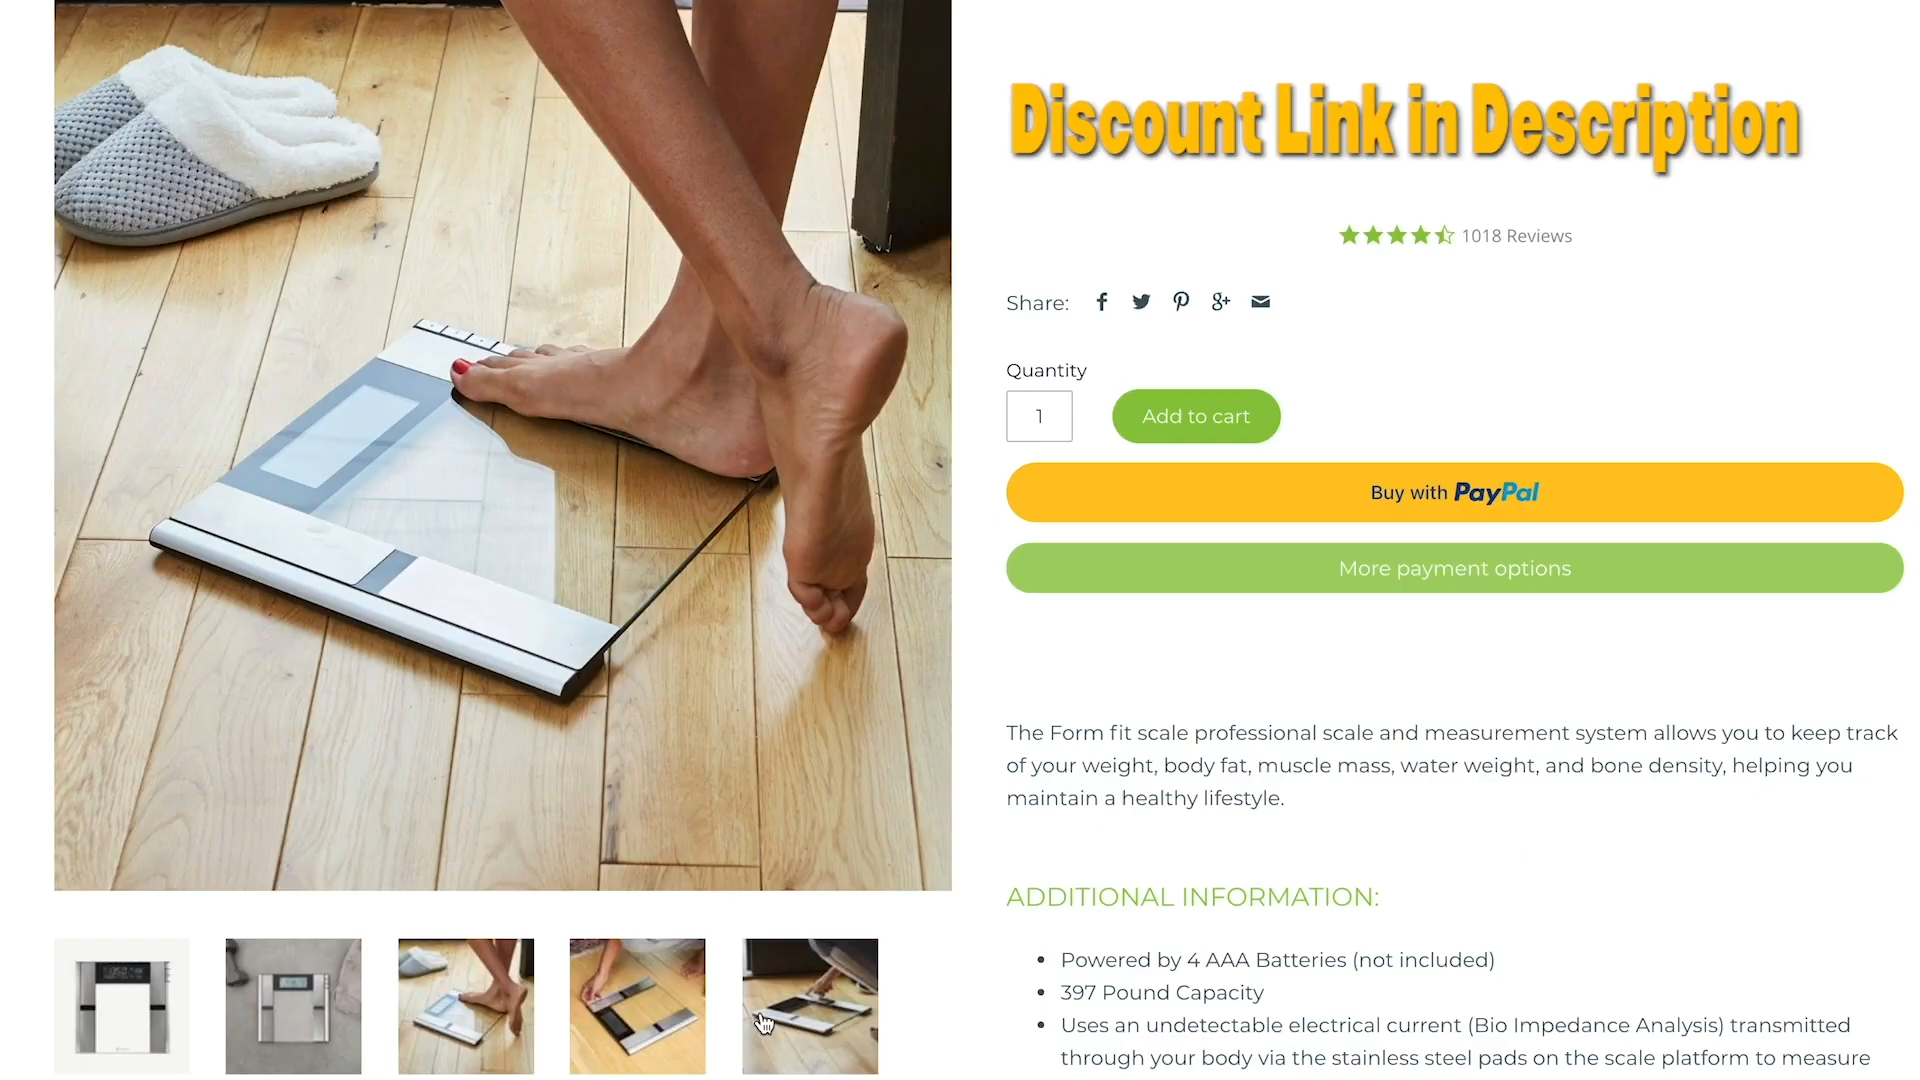 Discount Link in Description
1018 Reviews
Share:
Quantity
1
Add to cart
Buy with PayPal
More payment options
The Form fit scale professional scale and measurement system allows you to keep track
of your weight, body fat, muscle mass, water weight, and bone density, helping you
maintain a healthy lifestyle.
ADDITIONAL INFORMATION:
Powered by 4 AAA Batteries (not included)
397 Pound Capacity
Uses an undetectable electrical current (Bio Impedance Analysis) transmitted
through your body via the stainless steel pads on the scale platform to measure